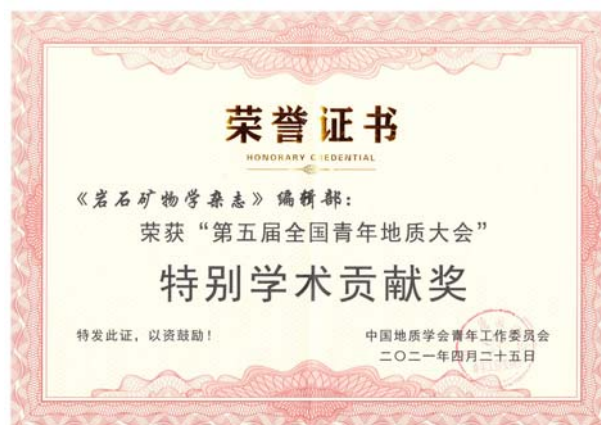 荣誉证书
HONORARY CREDENTIAL
《岩石矿物学杂志》编辑部：
荣获“第五届全国青年地质大会”
特别学术贡献奖
特发此证，以资鼓励！
中国地质学会青年工作委员会
二〇二一年四月二十五日